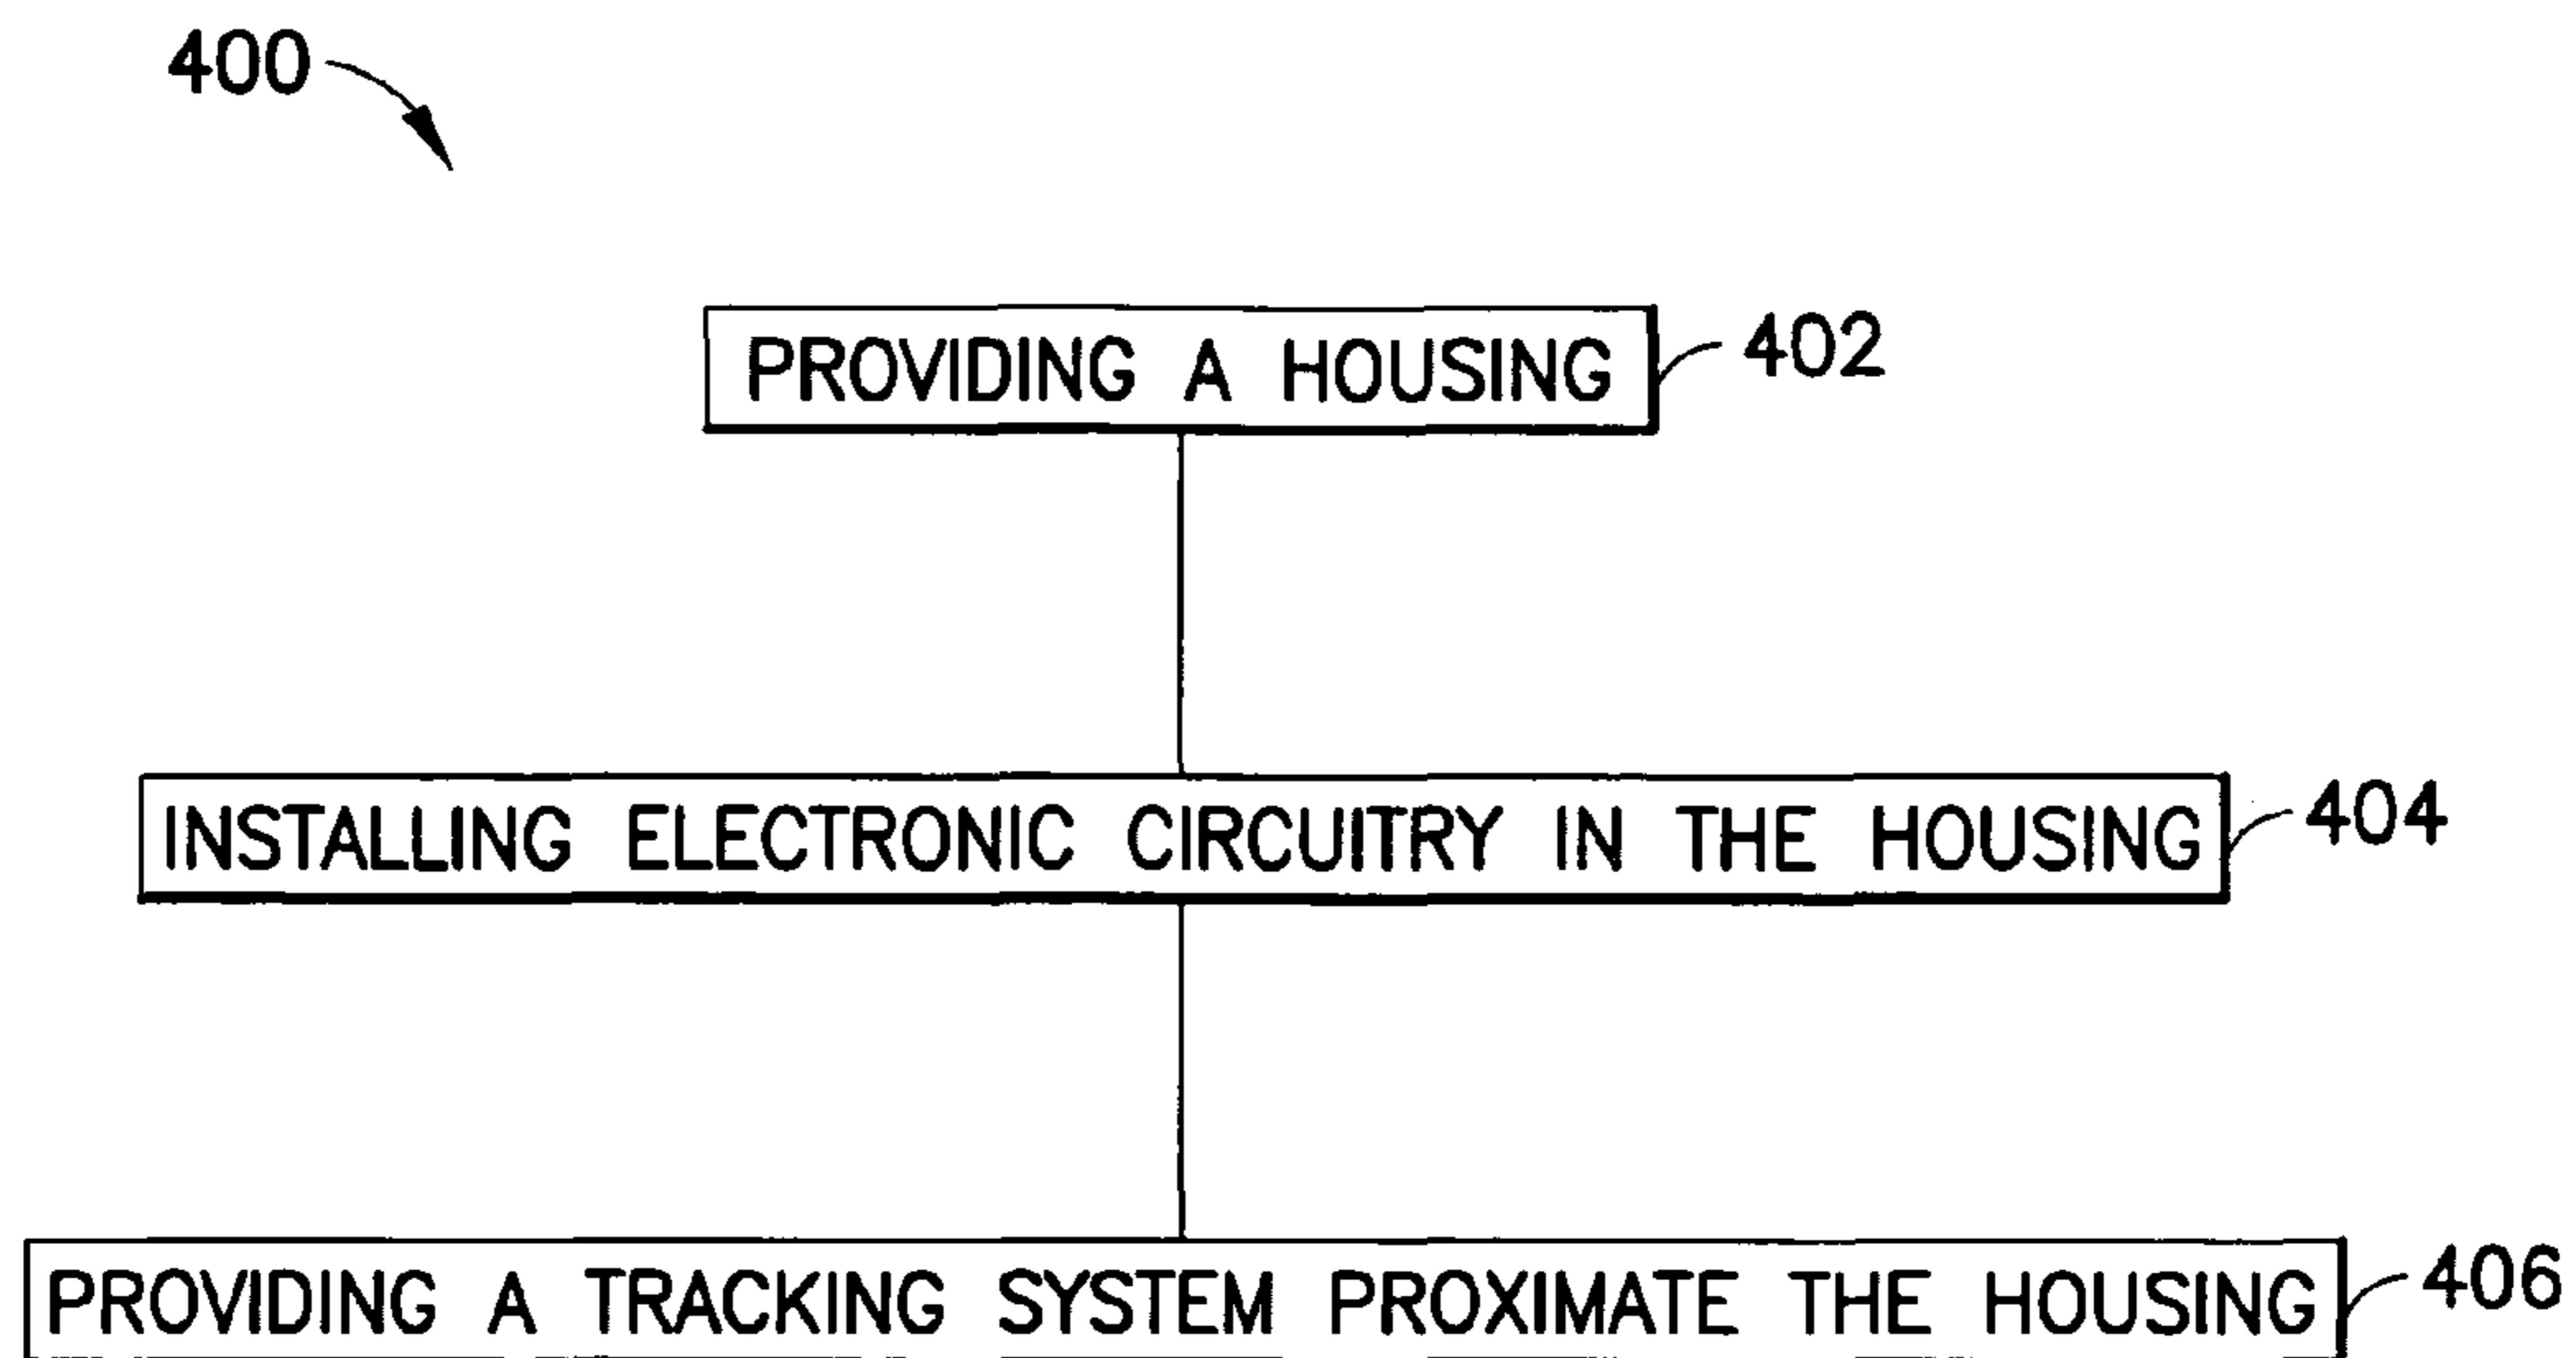 400
PROVIDING A HOUSING 402
INSTALLING ELECTRONIC CIRCUITRY IN THE HOUSING 404
PROVIDING A TRACKING SYSTEM PROXIMATE THE HOUSING 406